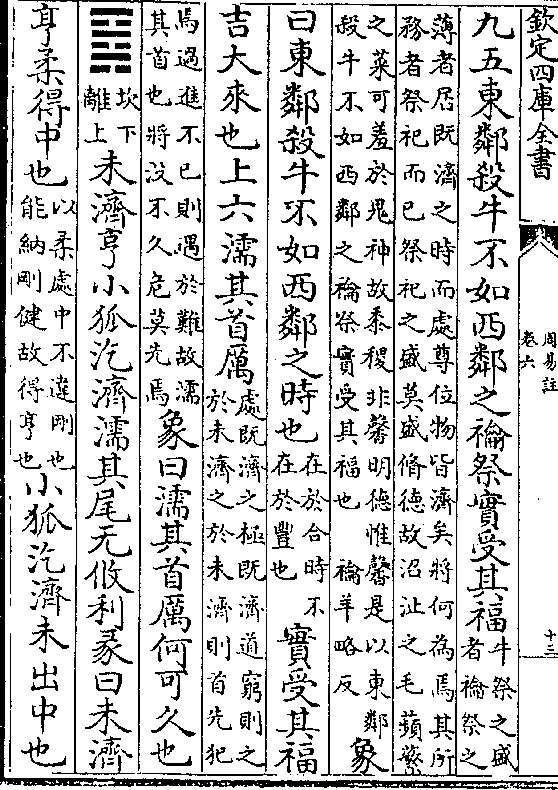 欽定四庫全書
周易註
卷六
十三
九五東鄰殺牛不如西鄰之禴祭實受其福牛祭之盛者禴祭之
薄者居既濟之時而處尊位物皆濟矣將何為焉其所務者祭祀而已祭祀之盛莫盛脩德故沼沚之毛蘋蘩
之菜可羞於鬼神故黍稷非馨明德惟馨是以東鄰殺牛不如西鄰之禴祭實受其福也 禴羊略反 象
曰東鄰殺牛不如西鄰之時也在於合時不在於豐也實受其福
吉大來也上六濡其首厲處既濟之極既濟道窮則之於未濟之於未濟則首先犯
焉過進不已則遇於難故濡其首也將沒不久危莫先焉象曰濡其首厲何可久也
坎下離上未濟亨小狐汔濟濡其尾无攸利彖曰未濟
亨柔得中也以柔處中不違剛也能納剛健故得亨也小狐汔濟未出中也